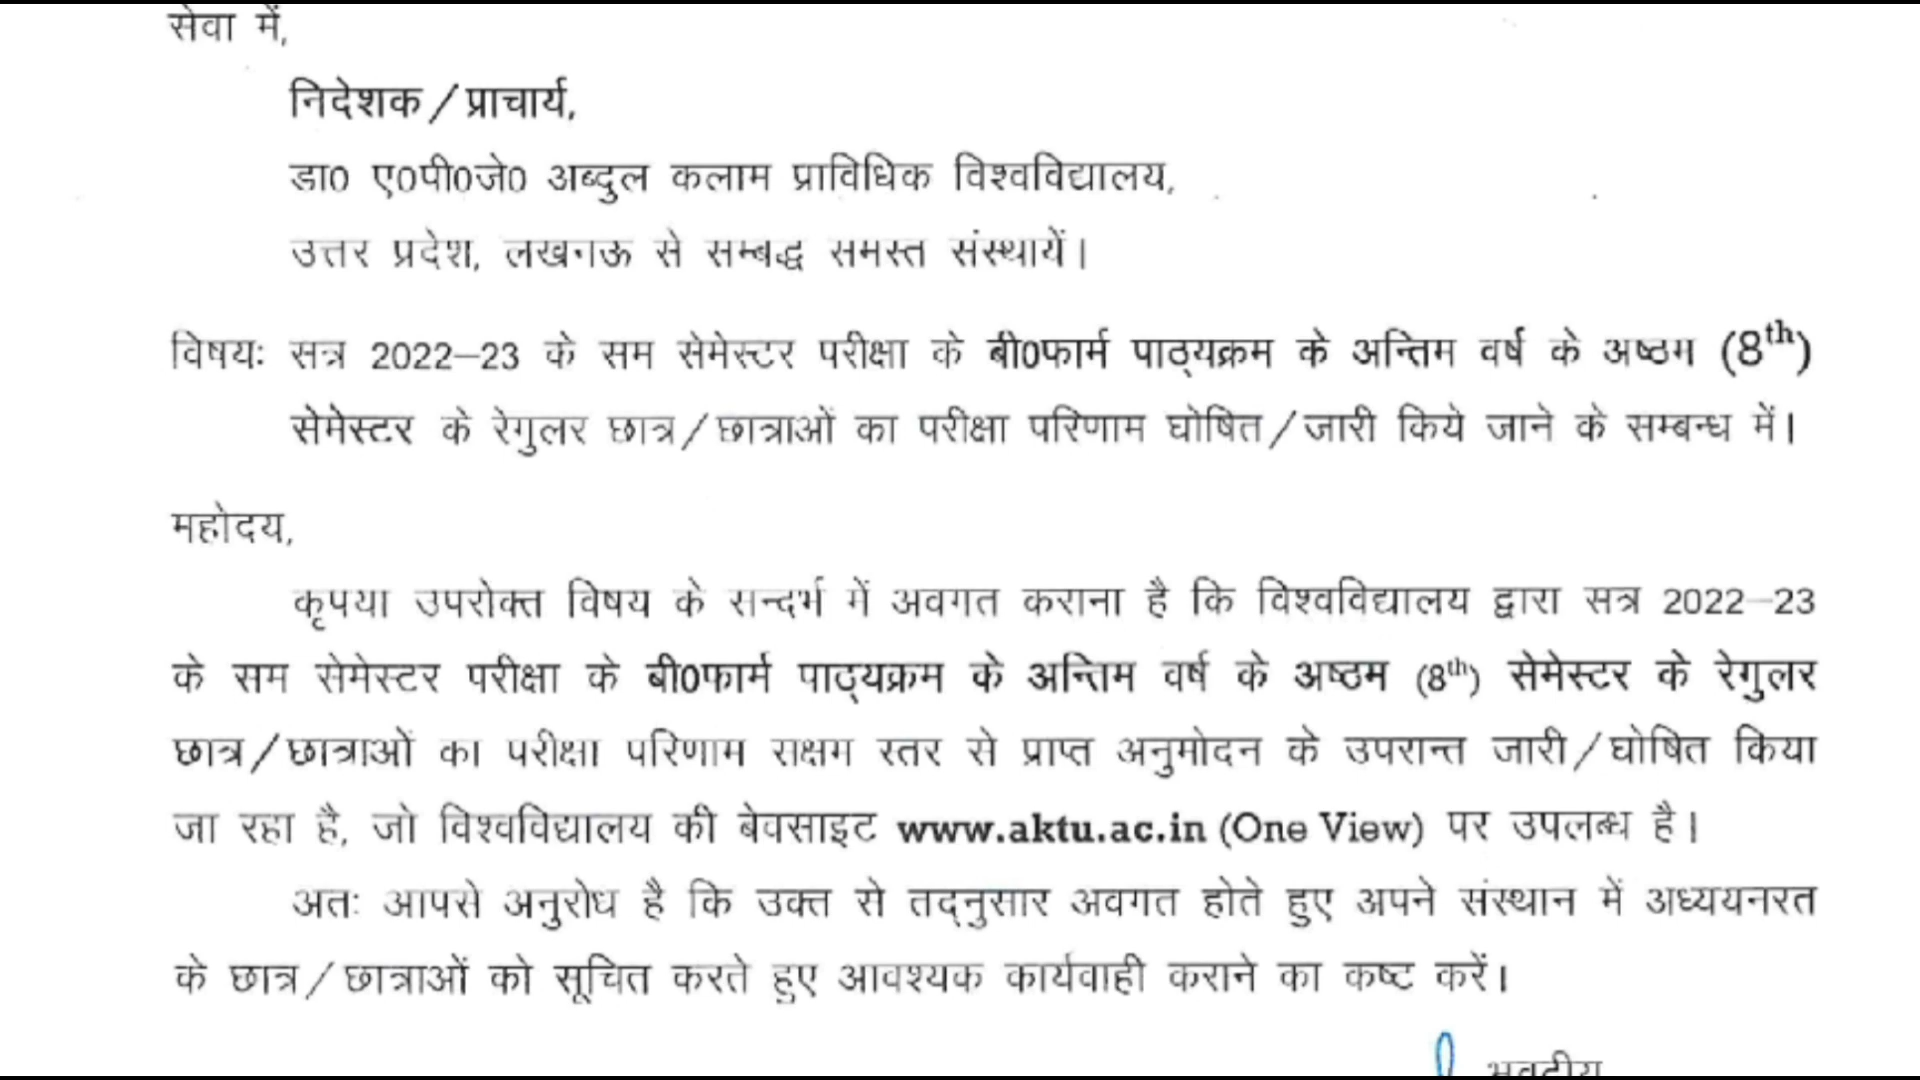 सेवा में,
निदेशक/प्राचार्य,
डा0 ए0पी0जे0 अब्दुल कलाम प्राविधिक विश्वविद्यालय,
उत्तर प्रदेश, लखनऊ से सम्बद्ध समस्त संस्थायें।
विषयः सत्र 2022–23 के सम सेमेस्टर परीक्षा के बी0फार्म पाठ्यक्रम के अन्तिम वर्ष के अष्ठम (8th)
सेमेस्टर के रेगुलर छात्र/छात्राओं का परीक्षा परिणाम घोषित/जारी किये जाने के सम्बन्ध में।
महोदय,
कृपया उपरोक्त विषय के सन्दर्भ में अवगत कराना है कि विश्वविद्यालय द्वारा सत्र 2022–23
के सम सेमेस्टर परीक्षा के बी0फार्म पाठ्यक्रम के अन्तिम वर्ष के अष्ठम (8th) सेमेस्टर के रेगुलर
छात्र/छात्राओं का परीक्षा परिणाम सक्षम स्तर से प्राप्त अनुमोदन के उपरान्त जारी/घोषित किया
जा रहा है, जो विश्वविद्यालय की बेवसाइट www.aktu.ac.in (One View) पर उपलब्ध है।
अतः आपसे अनुरोध है कि उक्त से तद्नुसार अवगत होते हुए अपने संस्थान में अध्ययनरत
के छात्र/छात्राओं को सूचित करते हुए आवश्यक कार्यवाही कराने का कष्ट करें।
भवदीय